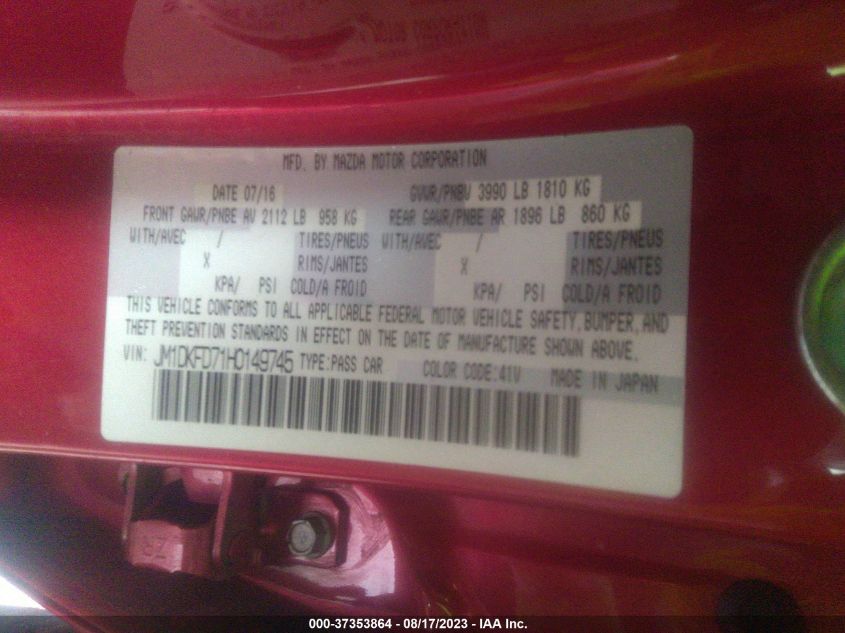 MFD. BY MAZDA MOTOR CORPORATION
DATE 07/16 GVWR/PNBV 3990 LB 1810 KG
FRONT GAWR/PNBE AV 2112 LB 958 KG REAR GAWR/PNBE AR 1896 LB 860 KG
WITH/AVEC / TIRES/PNEUS WITH/AVEC / TIRES/PNEUS
X RIMS/JANTES X RIMS/JANTES
KPA/ PSI COLD/A FROID KPA/ PSI COLD/A FROID
THIS VEHICLE CONFORMS TO ALL APPLICABLE FEDERAL MOTOR VEHICLE SAFETY, BUMPER, AND
THEFT PREVENTION STANDARDS IN EFFECT ON THE DATE OF MANUFACTURE SHOWN ABOVE.
VIN: JM1DKFD71H0149745 TYPE:PASS CAR COLOR CODE:41V MADE IN JAPAN
000-37353864 - 08/17/2023 - IAA Inc.